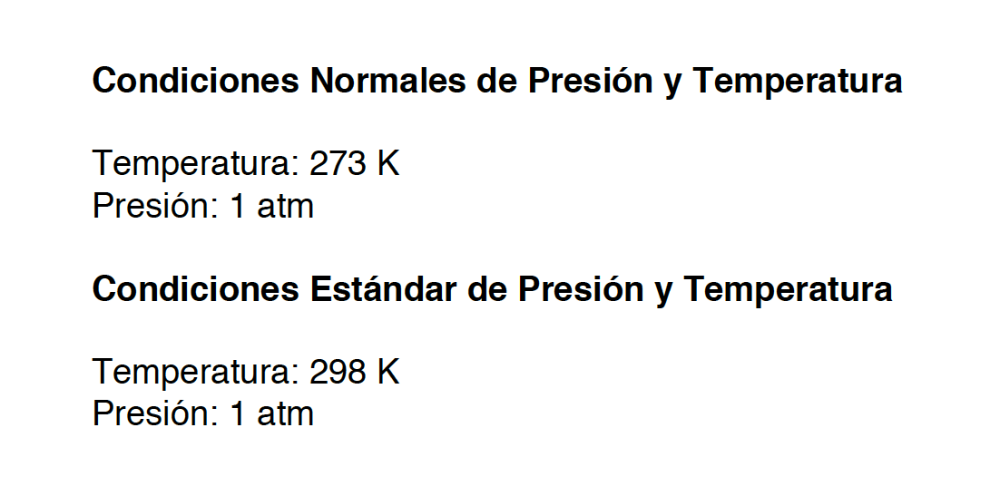 Condiciones Normales de Presión y Temperatura
Temperatura: 273 K
Presión: 1 atm
Condiciones Estándar de Presión y Temperatura
Temperatura: 298 K
Presión: 1 atm